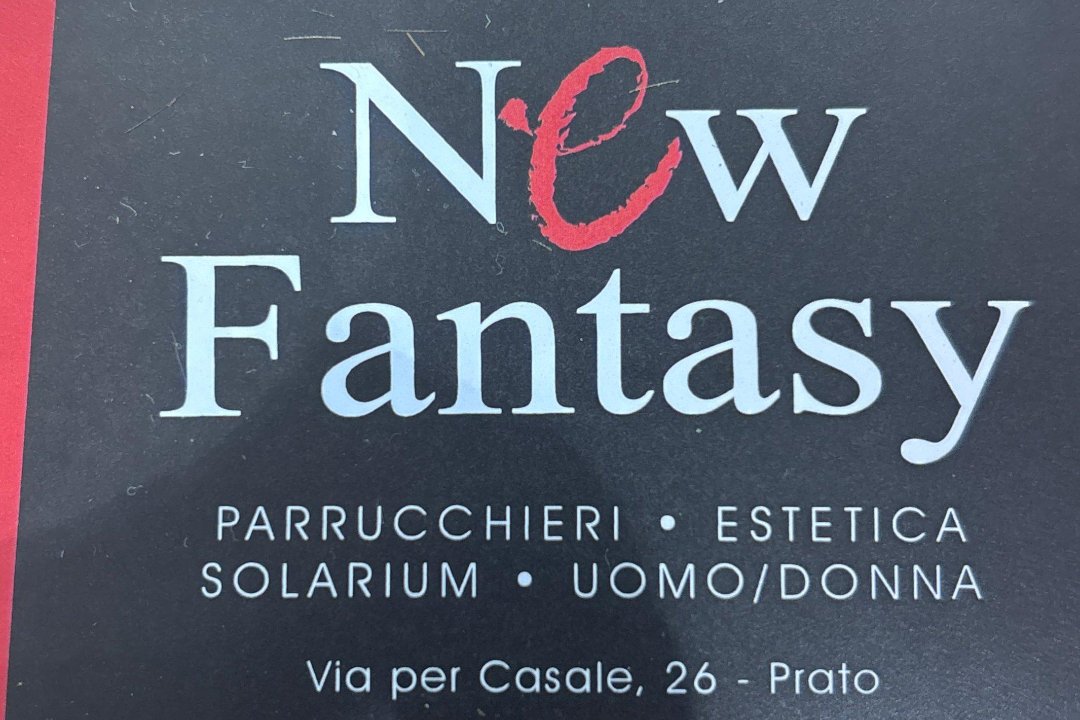 New
Fantasy
PARRUCCHIERI • ESTETICA
SOLARIUM • UOMO/DONNA
Via per Casale, 26 - Prato